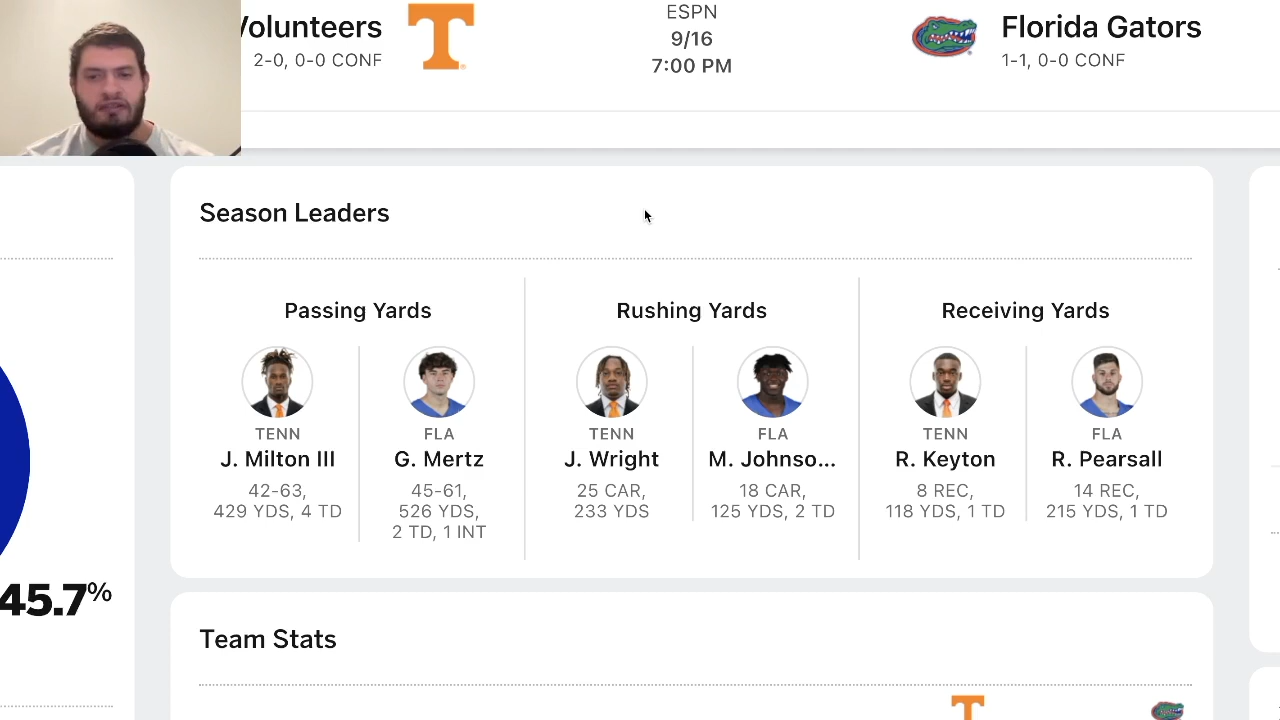 Volunteers
2-0, 0-0 CONF
ESPN
9/16
7:00 PM
Florida Gators
1-1, 0-0 CONF
Season Leaders
Passing Yards
Rushing Yards
Receiving Yards
TENN
J. Milton III
42-63,
429 YDS, 4 TD
FLA
G. Mertz
45-61,
526 YDS,
2 TD, 1 INT
TENN
J. Wright
25 CAR,
233 YDS
FLA
M. Johnso...
18 CAR,
125 YDS, 2 TD
TENN
R. Keyton
8 REC,
118 YDS, 1 TD
FLA
R. Pearsall
14 REC,
215 YDS, 1 TD
45.7%
Team Stats